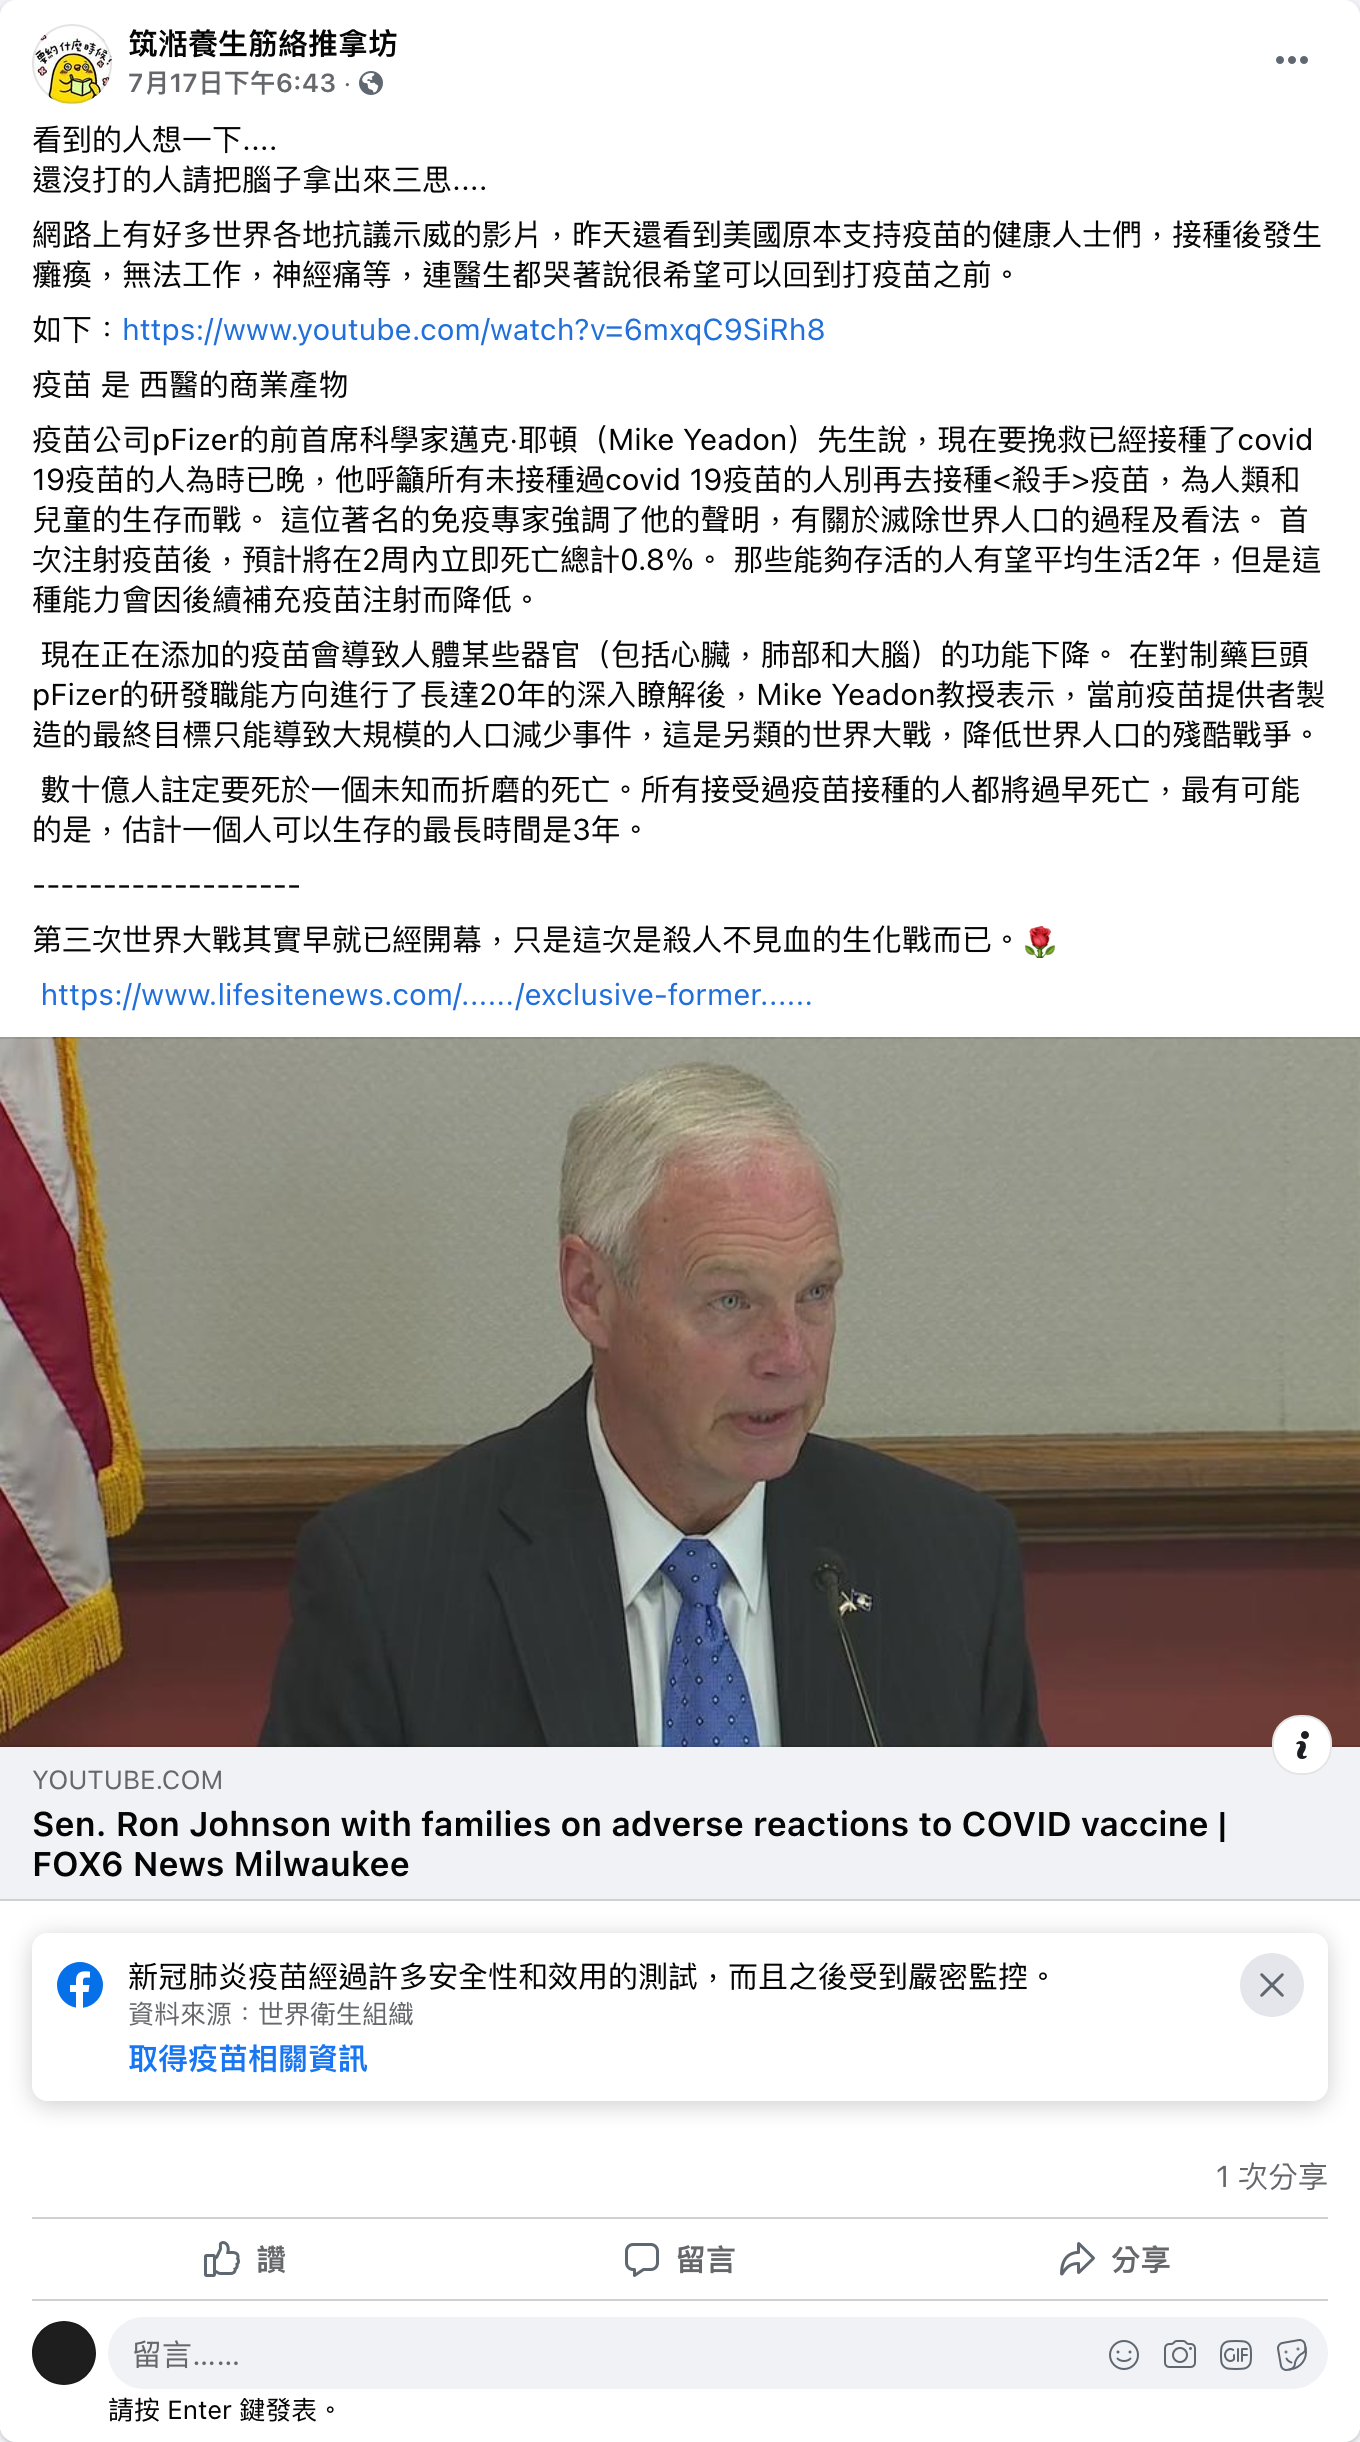 要約什麼時候!
筑湉養生筋絡推拿坊
7月17日下午6:43 ·
看到的人想一下....
還沒打的人請把腦子拿出來三思....
網路上有好多世界各地抗議示威的影片，昨天還看到美國原本支持疫苗的健康人士們，接種後發生
癱瘓，無法工作，神經痛等，連醫生都哭著說很希望可以回到打疫苗之前。
如下：https://www.youtube.com/watch?v=6mxqC9SiRh8
疫苗 是 西醫的商業產物
疫苗公司pFizer的前首席科學家邁克·耶頓（Mike Yeadon）先生說，現在要挽救已經接種了covid
19疫苗的人為時已晚，他呼籲所有未接種過covid 19疫苗的人別再去接種<殺手>疫苗，為人類和
兒童的生存而戰。 這位著名的免疫專家強調了他的聲明，有關於滅除世界人口的過程及看法。 首
次注射疫苗後，預計將在2周內立即死亡總計0.8%。 那些能夠存活的人有望平均生活2年，但是這
種能力會因後續補充疫苗注射而降低。
現在正在添加的疫苗會導致人體某些器官（包括心臟，肺部和大腦）的功能下降。 在對制藥巨頭
pFizer的研發職能方向進行了長達20年的深入瞭解後，Mike Yeadon教授表示，當前疫苗提供者製
造的最終目標只能導致大規模的人口減少事件，這是另類的世界大戰，降低世界人口的殘酷戰爭。
數十億人註定要死於一個未知而折磨的死亡。所有接受過疫苗接種的人都將過早死亡，最有可能
的是，估計一個人可以生存的最長時間是3年。
-------------------
第三次世界大戰其實早就已經開幕，只是這次是殺人不見血的生化戰而已。🌹
https://www.lifesitenews.com/....../exclusive-former......
YOUTUBE.COM
Sen. Ron Johnson with families on adverse reactions to COVID vaccine |
FOX6 News Milwaukee
新冠肺炎疫苗經過許多安全性和效用的測試，而且之後受到嚴密監控。
資料來源：世界衛生組織
取得疫苗相關資訊
1 次分享
讚 留言 分享
留言…… GIF
請按 Enter 鍵發表。